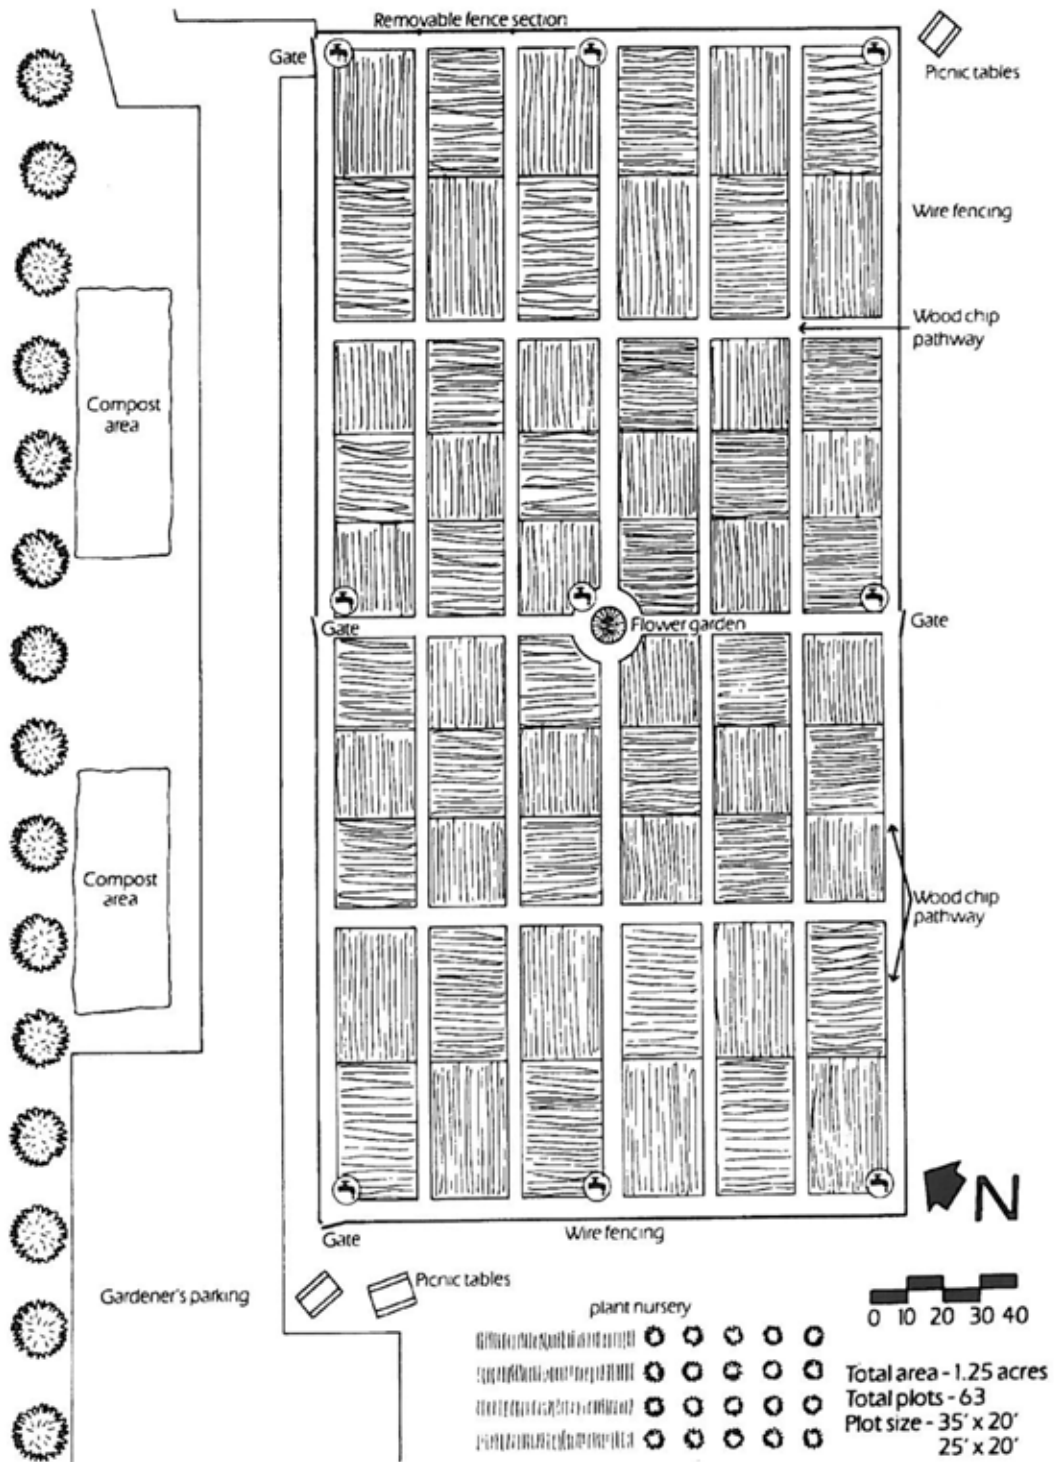 Removable fence section
Gate
Picnic tables
Wire fencing
Wood chip
pathway
Compost
area
Gate
Flower garden
Gate
Compost
area
Wood chip
pathway
N
Gate
Wire fencing
Gardener's parking
Picnic tables
plant nursery
0 10 20 30 40
Total area - 1.25 acres
Total plots - 63
Plot size - 35' x 20'
25' x 20'